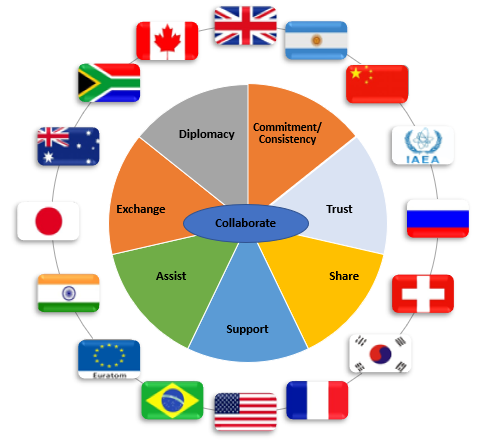 Diplomacy
Commitment/
Consistency
IAEA
Exchange
Trust
Collaborate
Assist
Share
Support
Euratom